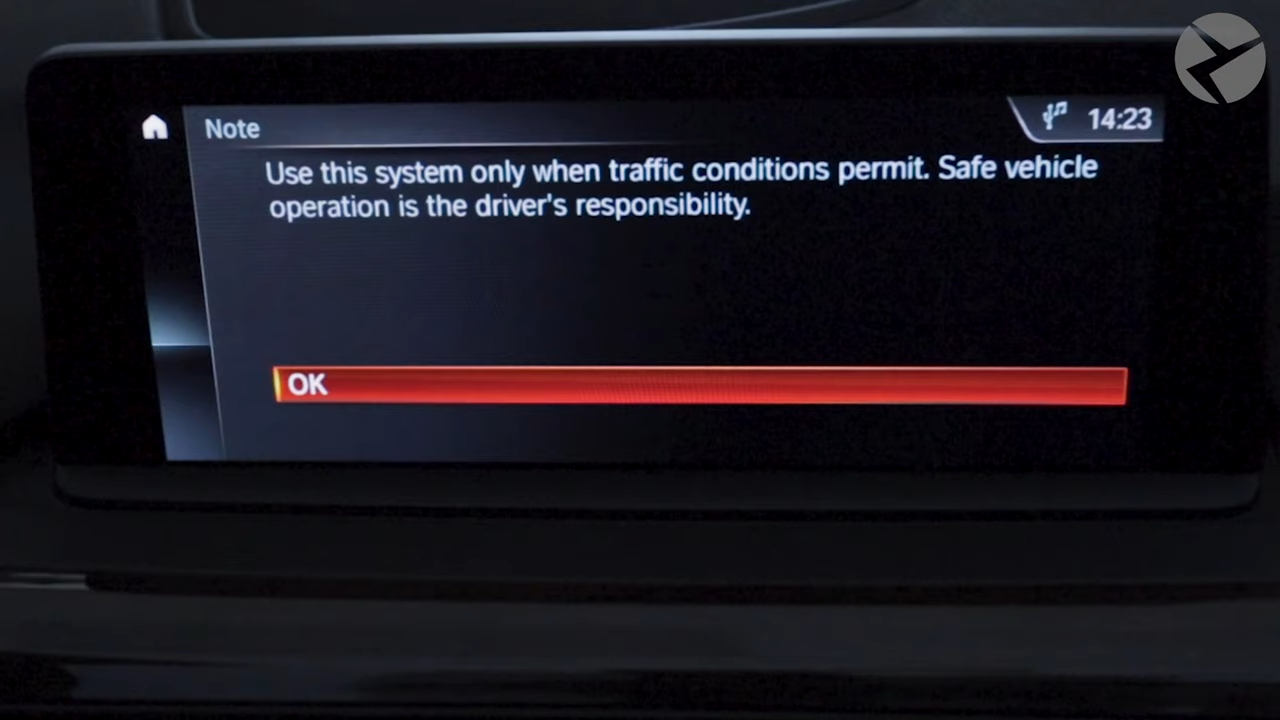 Note
14:23
Use this system only when traffic conditions permit. Safe vehicle
operation is the driver's responsibility.
OK